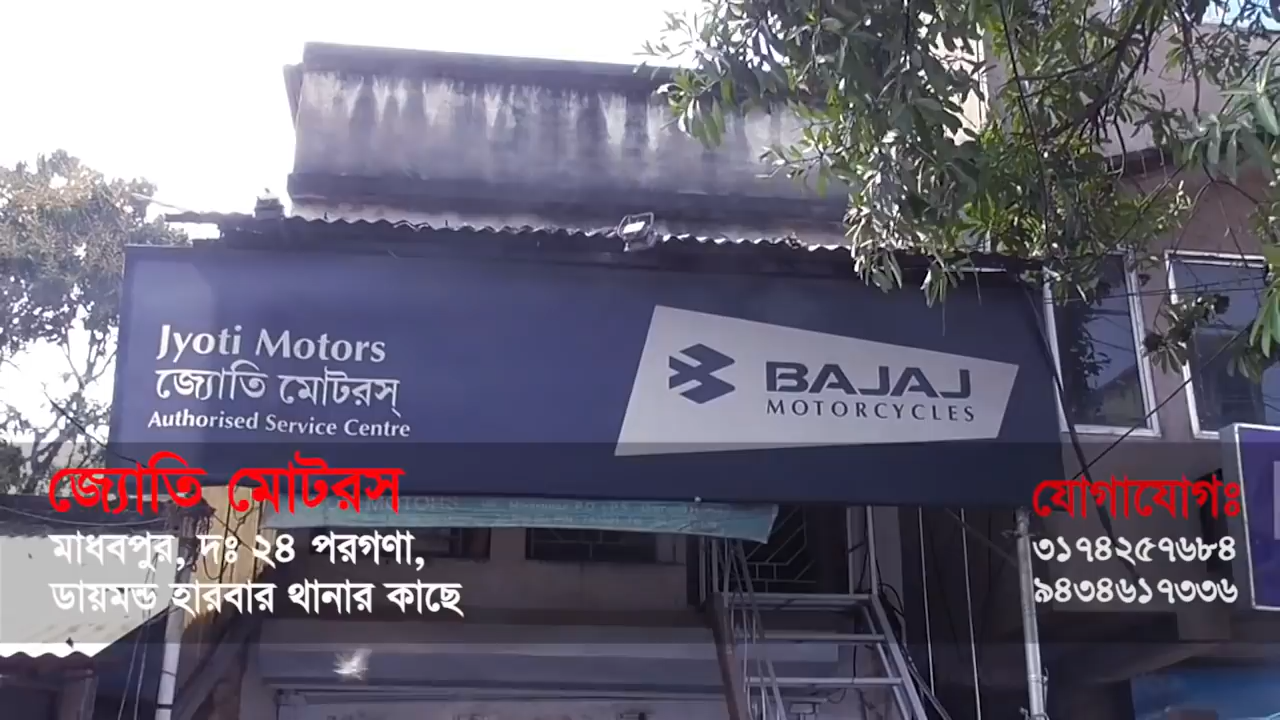 Jyoti Motors
জ্যোতি মোটরস্
Authorised Service Centre
BAJAJ
MOTORCYCLES
জ্যোতি মোটরস
মাধবপুর, দঃ ২৪ পরগণা,
ডায়মন্ড হারবার থানার কাছে
যোগাযোগঃ
৩১৭৪২৫৭৬৮৪
৯৪৩৪৬১৭৩৩৬